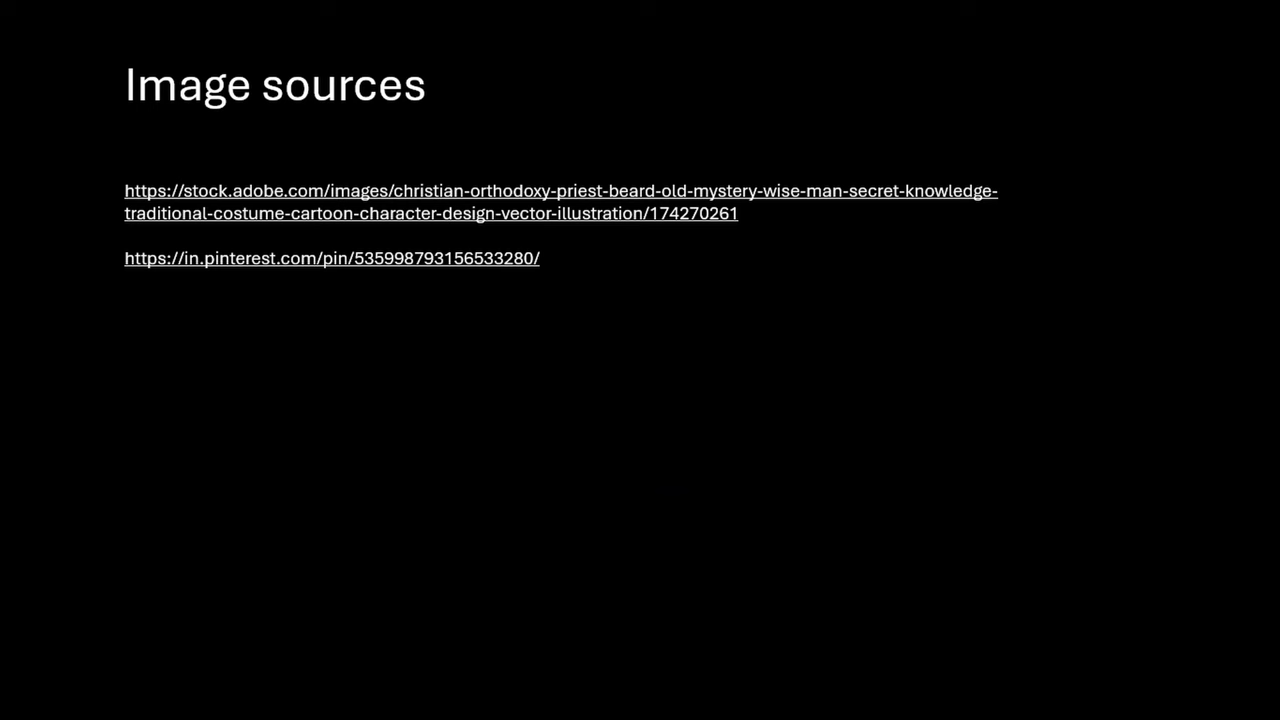 Image sources
https://stock.adobe.com/images/christian-orthodoxy-priest-beard-old-mystery-wise-man-secret-knowledge-
traditional-costume-cartoon-character-design-vector-illustration/174270261
https://in.pinterest.com/pin/535998793156533280/